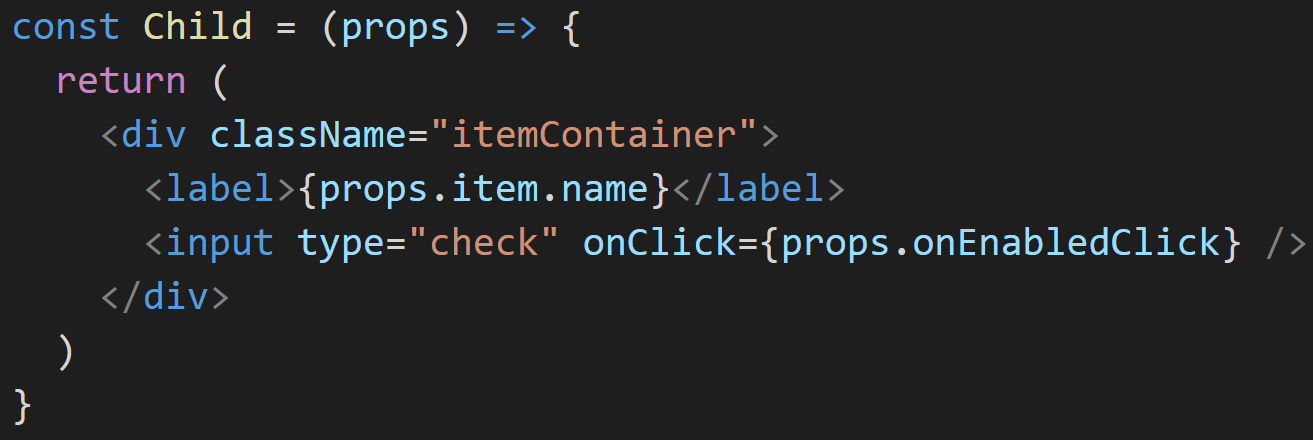 const Child = (props) => {
  return (
    <div className="itemContainer">
      <label>{props.item.name}</label>
      <input type="check" onClick={props.onEnabledClick} />
    </div>
  )
}